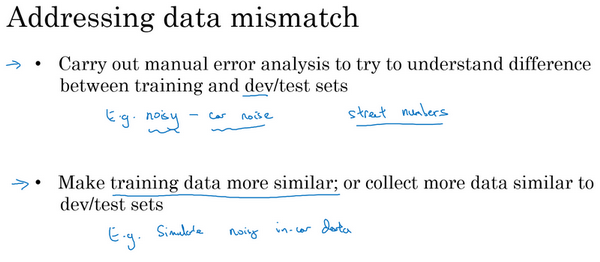 Addressing data mismatch
→ • Carry out manual error analysis to try to understand difference
between training and dev/test sets
E.g. noisy - car noise street numbers
→ • Make training data more similar; or collect more data similar to
dev/test sets
E.g. Simulate noisy in-car data